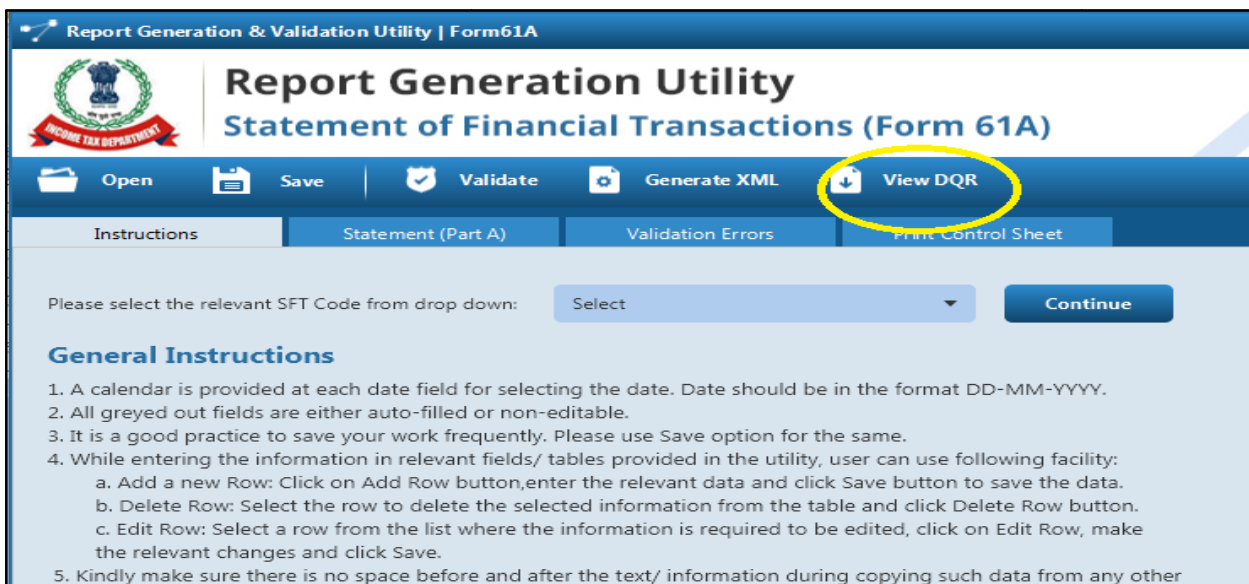 Report Generation & Validation Utility | Form61A
Report Generation Utility
Statement of Financial Transactions (Form 61A)
INCOME TAX DEPARTMENT
Open Save Validate Generate XML View DQR
Instructions Statement (Part A) Validation Errors Print Control Sheet
Please select the relevant SFT Code from drop down: Select Continue
General Instructions
1. A calendar is provided at each date field for selecting the date. Date should be in the format DD-MM-YYYY.
2. All greyed out fields are either auto-filled or non-editable.
3. It is a good practice to save your work frequently. Please use Save option for the same.
4. While entering the information in relevant fields/ tables provided in the utility, user can use following facility:
a. Add a new Row: Click on Add Row button,enter the relevant data and click Save button to save the data.
b. Delete Row: Select the row to delete the selected information from the table and click Delete Row button.
c. Edit Row: Select a row from the list where the information is required to be edited, click on Edit Row, make
the relevant changes and click Save.
5. Kindly make sure there is no space before and after the text/ information during copying such data from any other